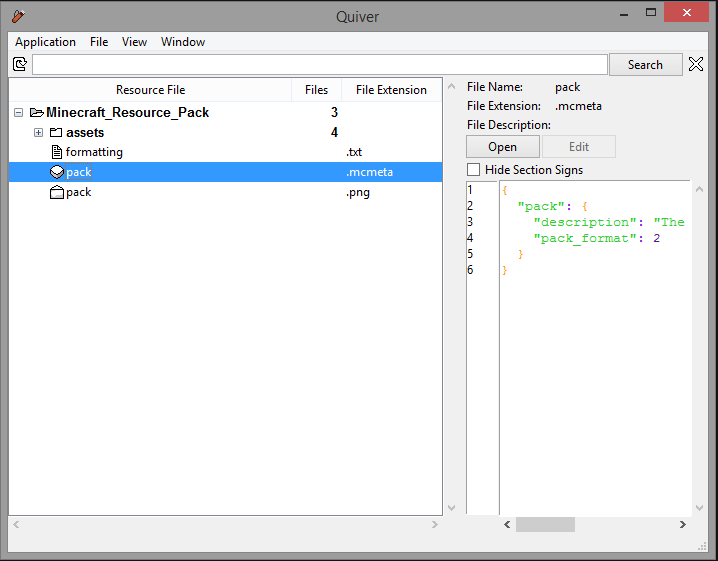 Quiver
Application File View Window
Search
Resource File Files File Extension
Minecraft_Resource_Pack 3
assets 4
formatting .txt
pack .mcmeta
pack .png
File Name: pack
File Extension: .mcmeta
File Description:
Open Edit
Hide Section Signs
1 {
2 "pack": {
3 "description": "The
4 "pack_format": 2
5 }
6 }